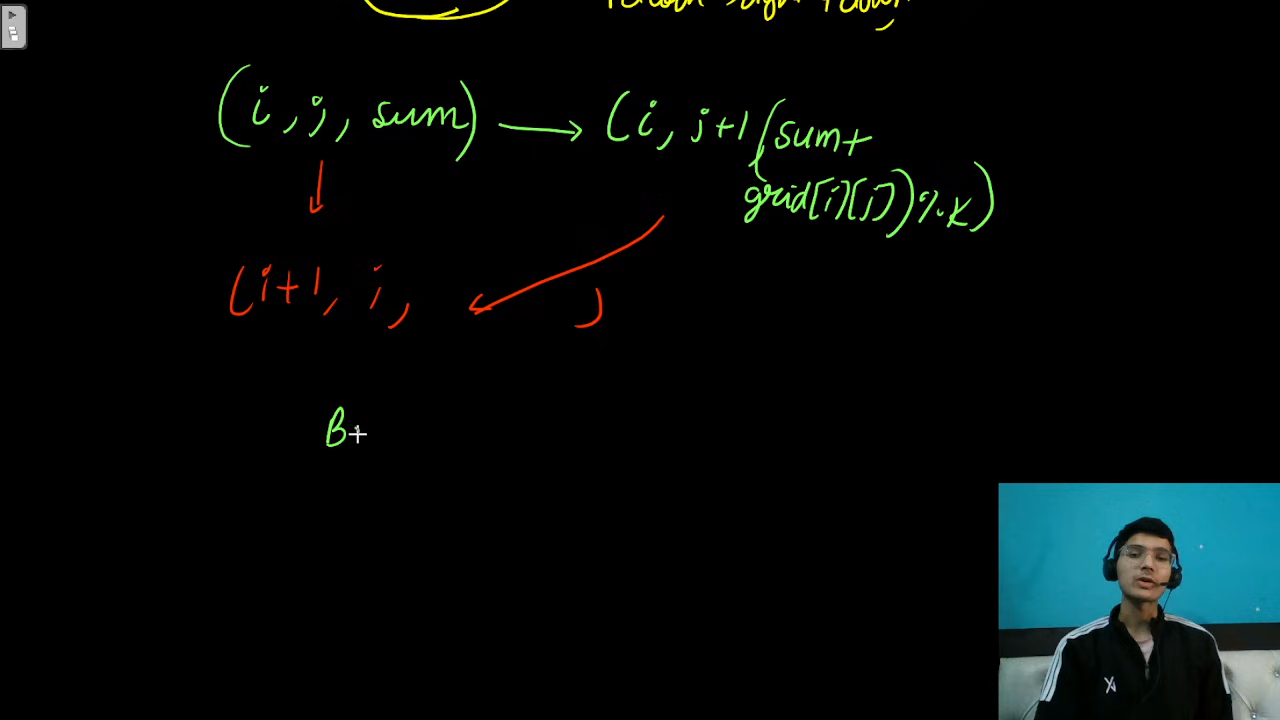 (i, j, sum) → (i, j+1, (sum+
grid[i][j])%K)
(i+1, j, )
B